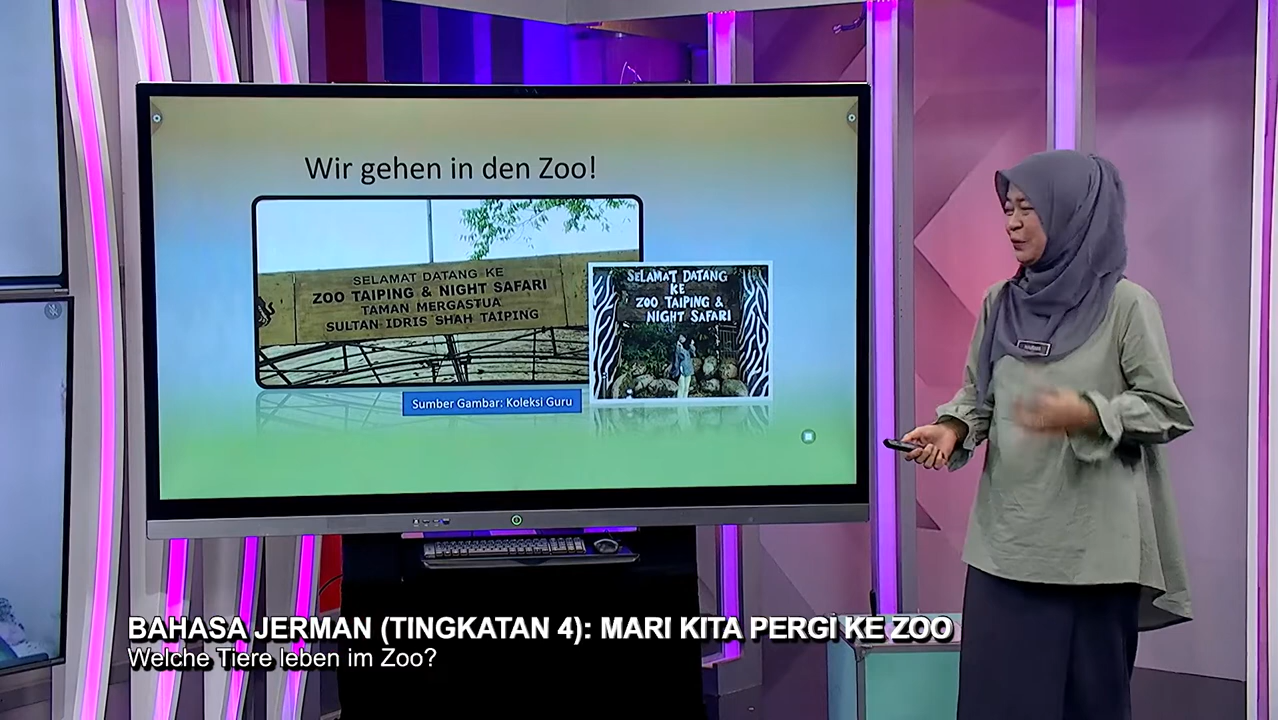 Wir gehen in den Zoo!
SELAMAT DATANG KE
ZOO TAIPING & NIGHT SAFARI
TAMAN MERGASTUA
SULTAN IDRIS SHAH TAIPING
SELAMAT DATANG
KE
ZOO TAIPING &
NIGHT SAFARI
Sumber Gambar: Koleksi Guru
BAHASA JERMAN (TINGKATAN 4): MARI KITA PERGI KE ZOO
Welche Tiere leben im Zoo?